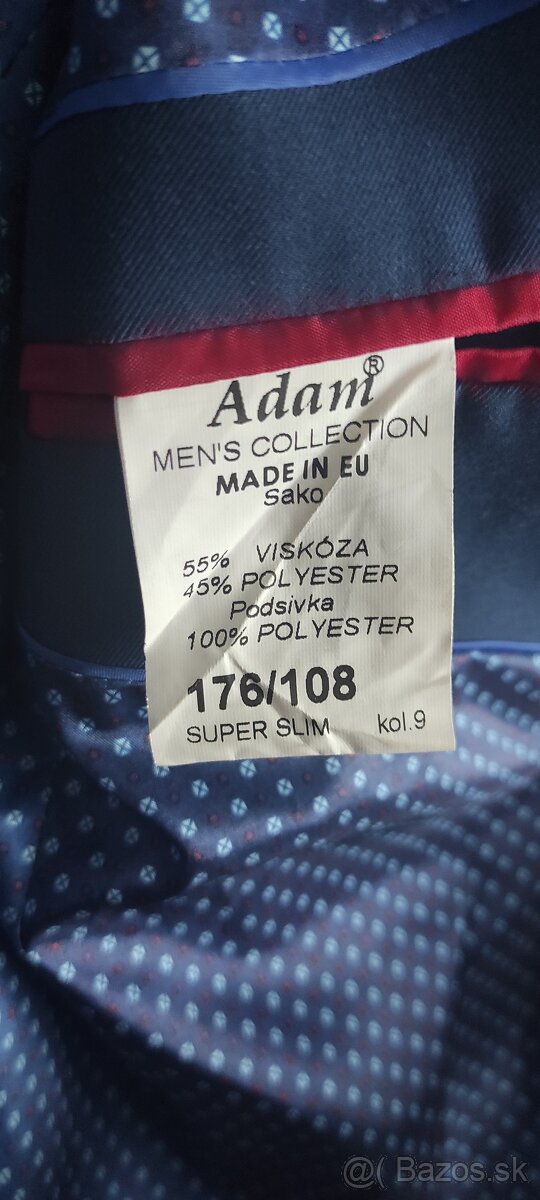 Adam®
MEN'S COLLECTION
MADE IN EU
Sako
55% VISKÓZA
45% POLYESTER
Podsivka
100% POLYESTER
176/108
SUPER SLIM kol.9
@( Bazos.sk